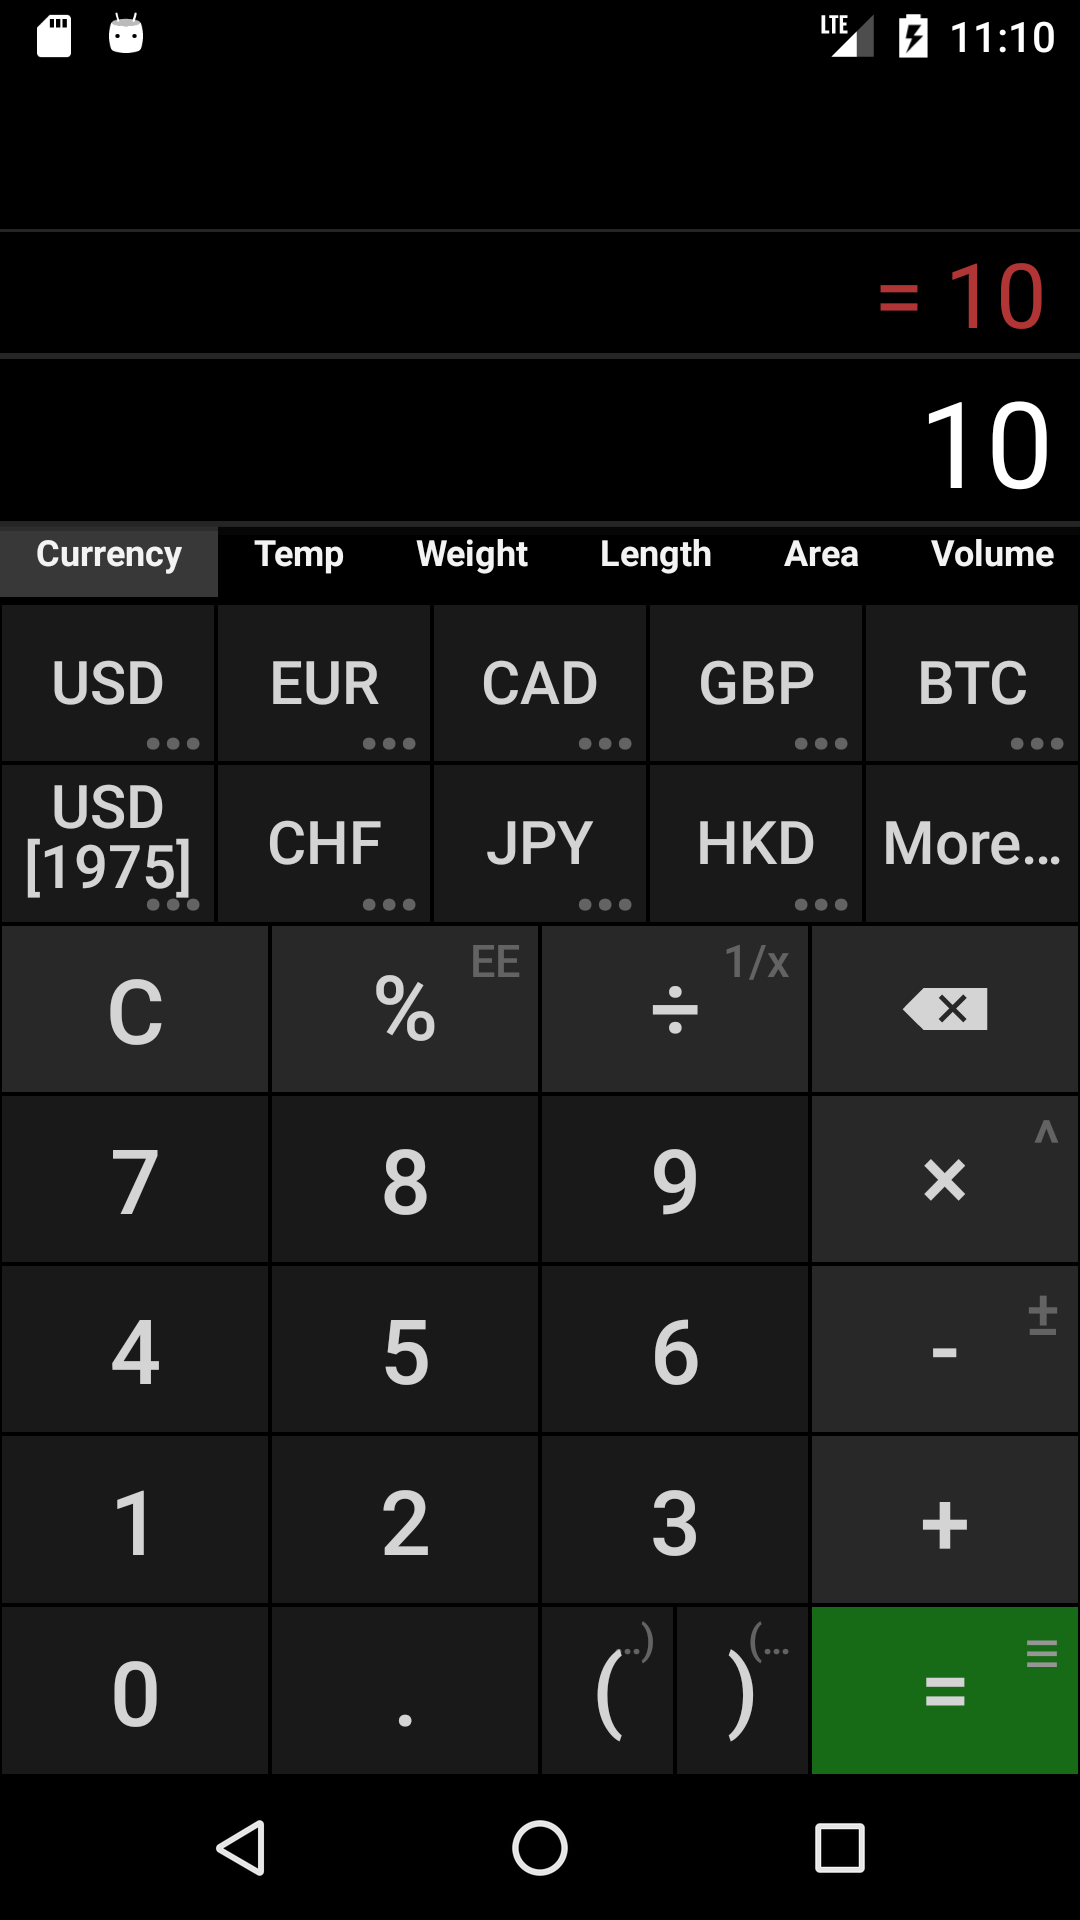 LTE 11:10
= 10
10
Currency Temp Weight Length Area Volume
USD EUR CAD GBP BTC
USD [1975] CHF JPY HKD More...
C % EE ÷ 1/x
7 8 9 × ^
4 5 6 - ±
1 2 3 +
0 . ( ..) ) (... =